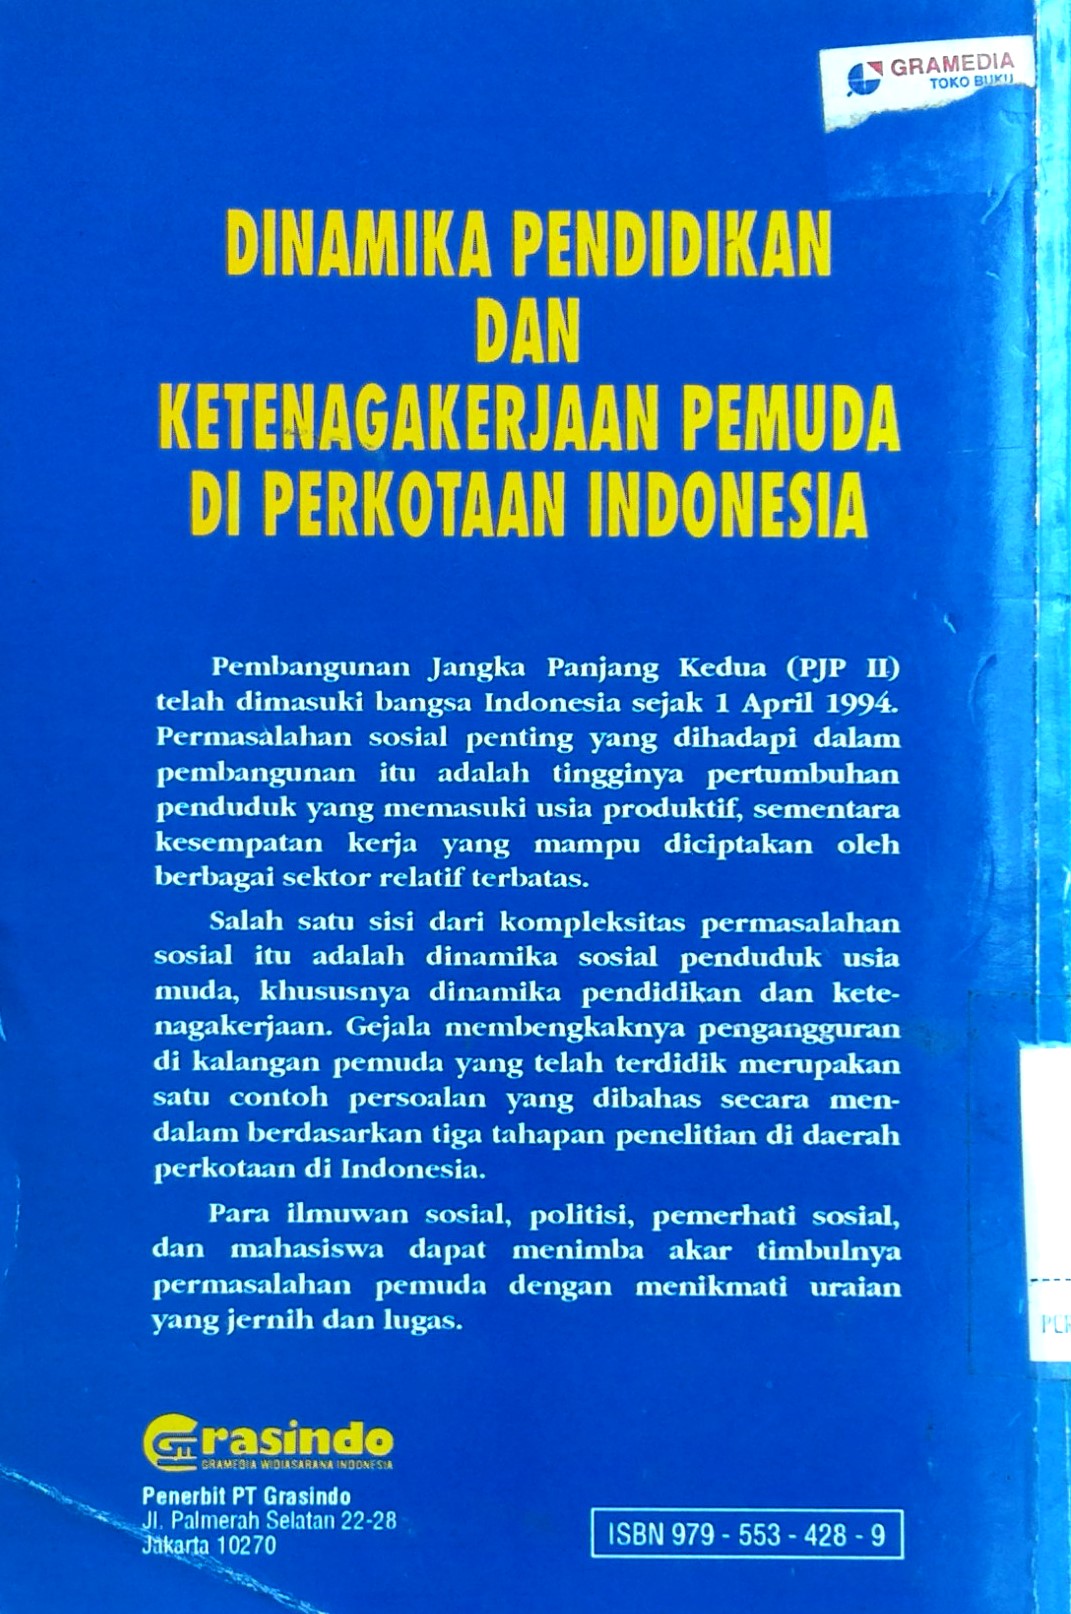 GRAMEDIA
TOKO BUKU
DINAMIKA PENDIDIKAN
DAN
KETENAGAKERJAAN PEMUDA
DI PERKOTAAN INDONESIA
Pembangunan Jangka Panjang Kedua (PJP II)
telah dimasuki bangsa Indonesia sejak 1 April 1994.
Permasalahan sosial penting yang dihadapi dalam
pembangunan itu adalah tingginya pertumbuhan
penduduk yang memasuki usia produktif, sementara
kesempatan kerja yang mampu diciptakan oleh
berbagai sektor relatif terbatas.
Salah satu sisi dari kompleksitas permasalahan
sosial itu adalah dinamika sosial penduduk usia
muda, khususnya dinamika pendidikan dan kete-
nagakerjaan. Gejala membengkaknya pengangguran
di kalangan pemuda yang telah terdidik merupakan
satu contoh persoalan yang dibahas secara men-
dalam berdasarkan tiga tahapan penelitian di daerah
perkotaan di Indonesia.
Para ilmuwan sosial, politisi, pemerhati sosial,
dan mahasiswa dapat menimba akar timbulnya
permasalahan pemuda dengan menikmati uraian
yang jernih dan lugas.
Grasindo
GRAMEDIA WIDIASARANA INDONESIA
Penerbit PT Grasindo
Jl. Palmerah Selatan 22-28
Jakarta 10270
ISBN 979 - 553 - 428 - 9